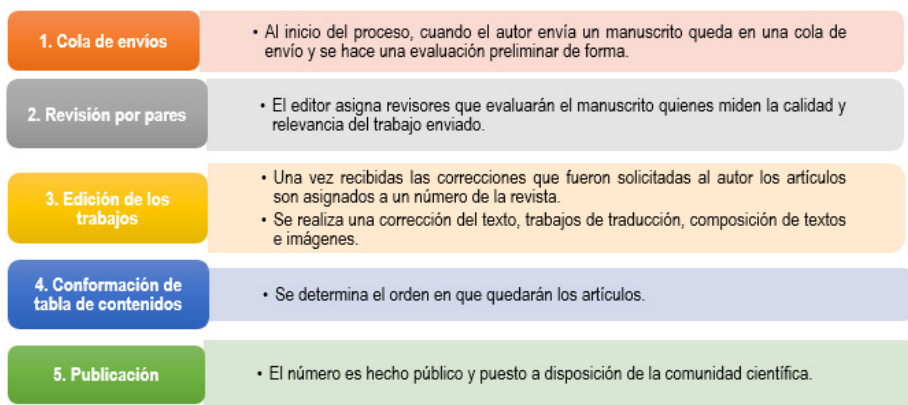 1. Cola de envíos
• Al inicio del proceso, cuando el autor envía un manuscrito queda en una cola de
envío y se hace una evaluación preliminar de forma.
2. Revisión por pares
• El editor asigna revisores que evaluarán el manuscrito quienes miden la calidad y
relevancia del trabajo enviado.
3. Edición de los
trabajos
• Una vez recibidas las correcciones que fueron solicitadas al autor los artículos
son asignados a un número de la revista.
• Se realiza una corrección del texto, trabajos de traducción, composición de textos
e imágenes.
4. Conformación de
tabla de contenidos
• Se determina el orden en que quedarán los artículos.
5. Publicación
• El número es hecho público y puesto a disposición de la comunidad científica.